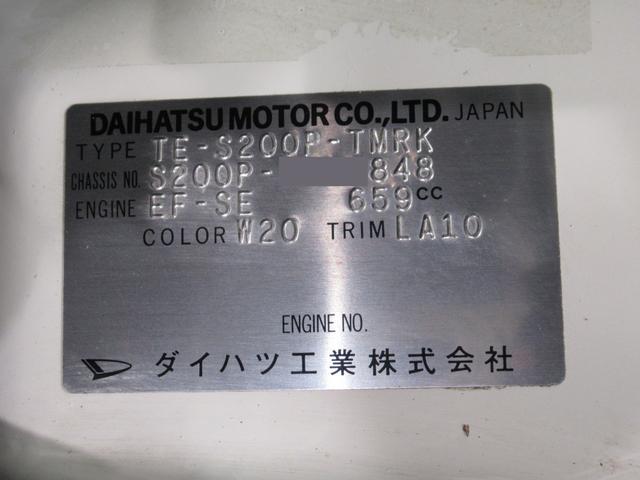 DAIHATSU MOTOR CO.,LTD. JAPAN
TYPE TE-S200P-TMRK
CHASSIS NO. S200P- 848
ENGINE EF-SE 659cc
COLOR W20 TRIM LA10
ENGINE NO.
ダイハツ工業株式会社